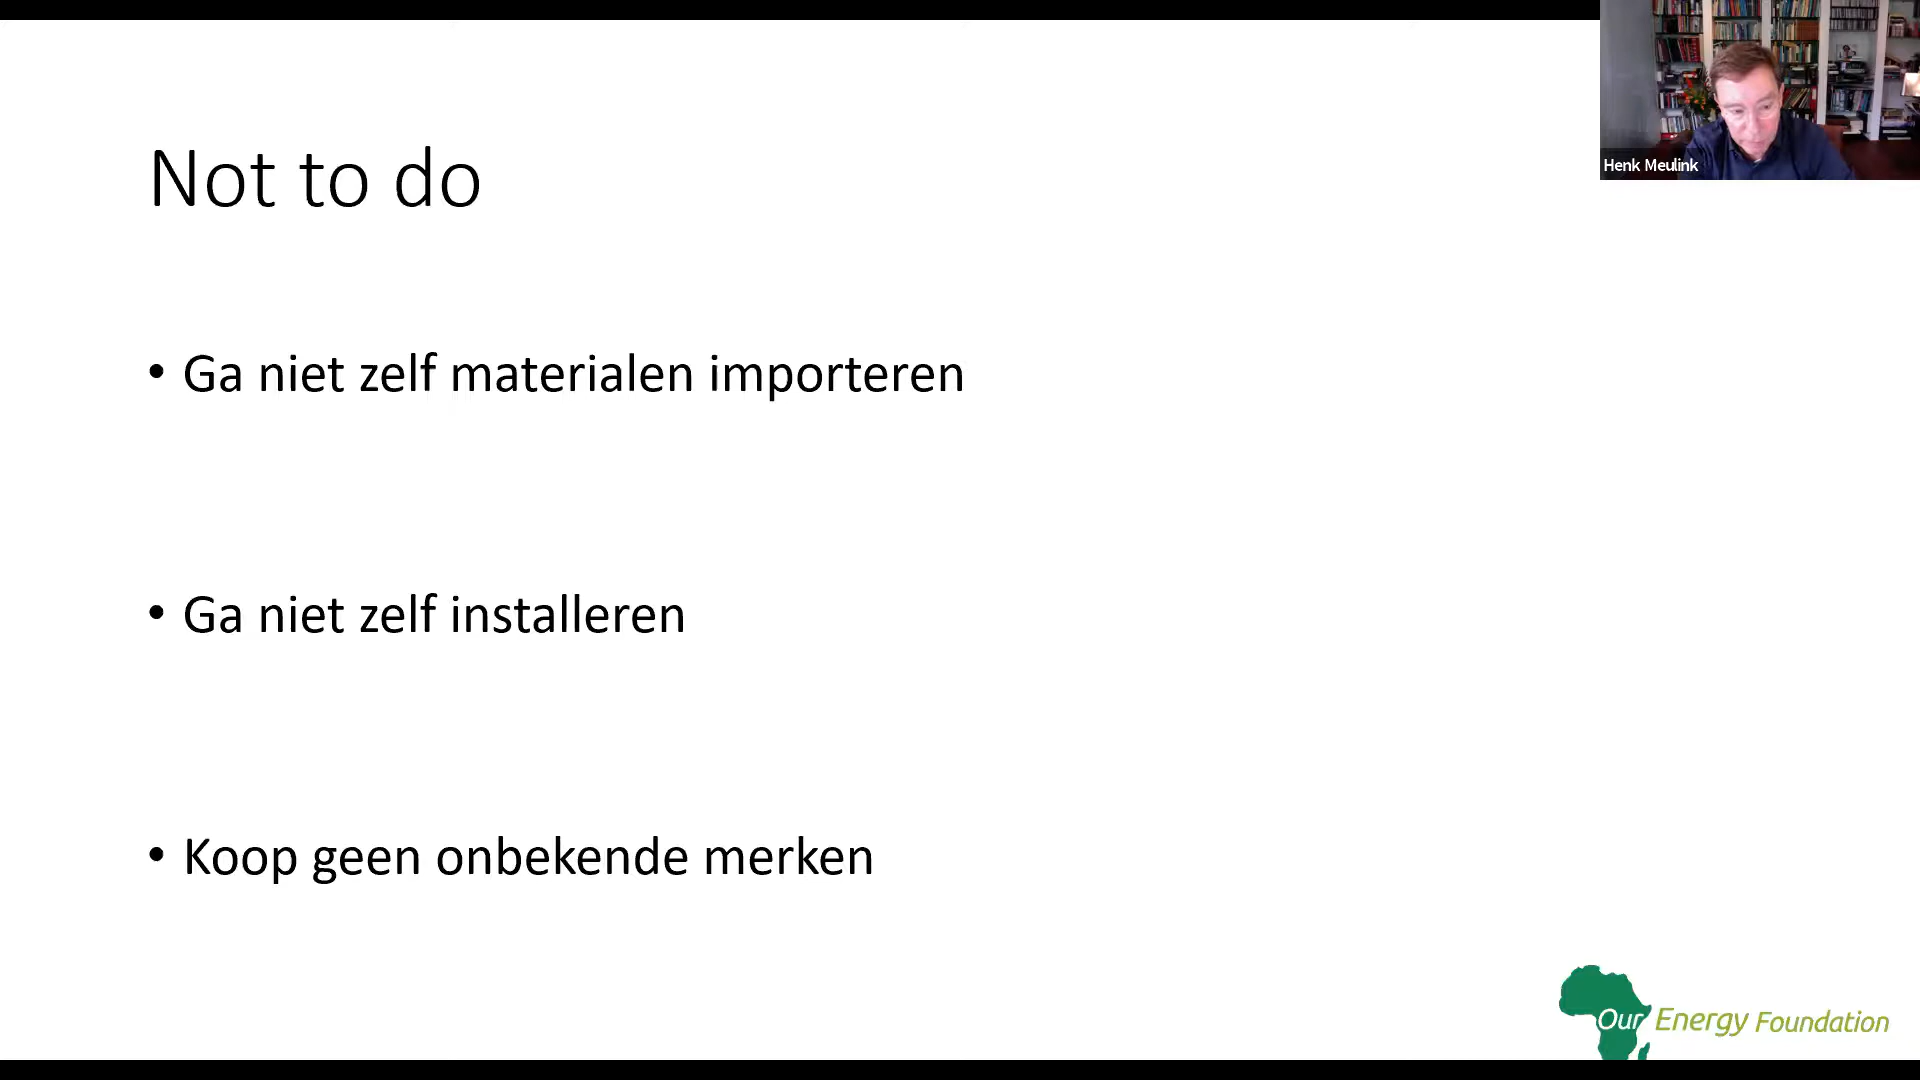 Henk Meulink
Not to do
• Ga niet zelf materialen importeren
• Ga niet zelf installeren
• Koop geen onbekende merken
Our Energy Foundation